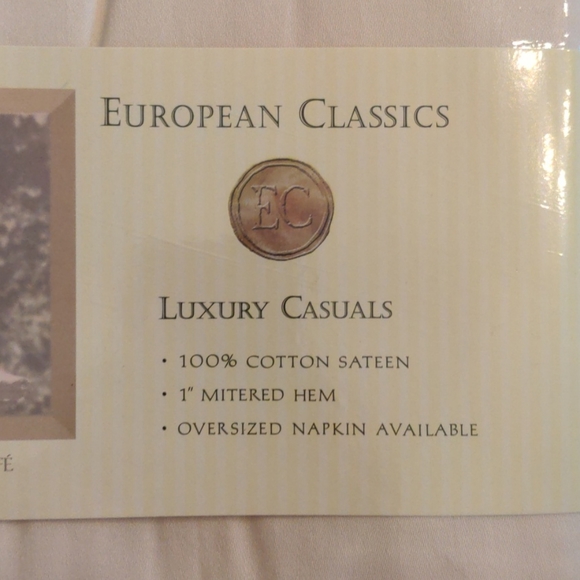 EUROPEAN CLASSICS
EC
LUXURY CASUALS
• 100% COTTON SATEEN
• 1" MITERED HEM
• OVERSIZED NAPKIN AVAILABLE